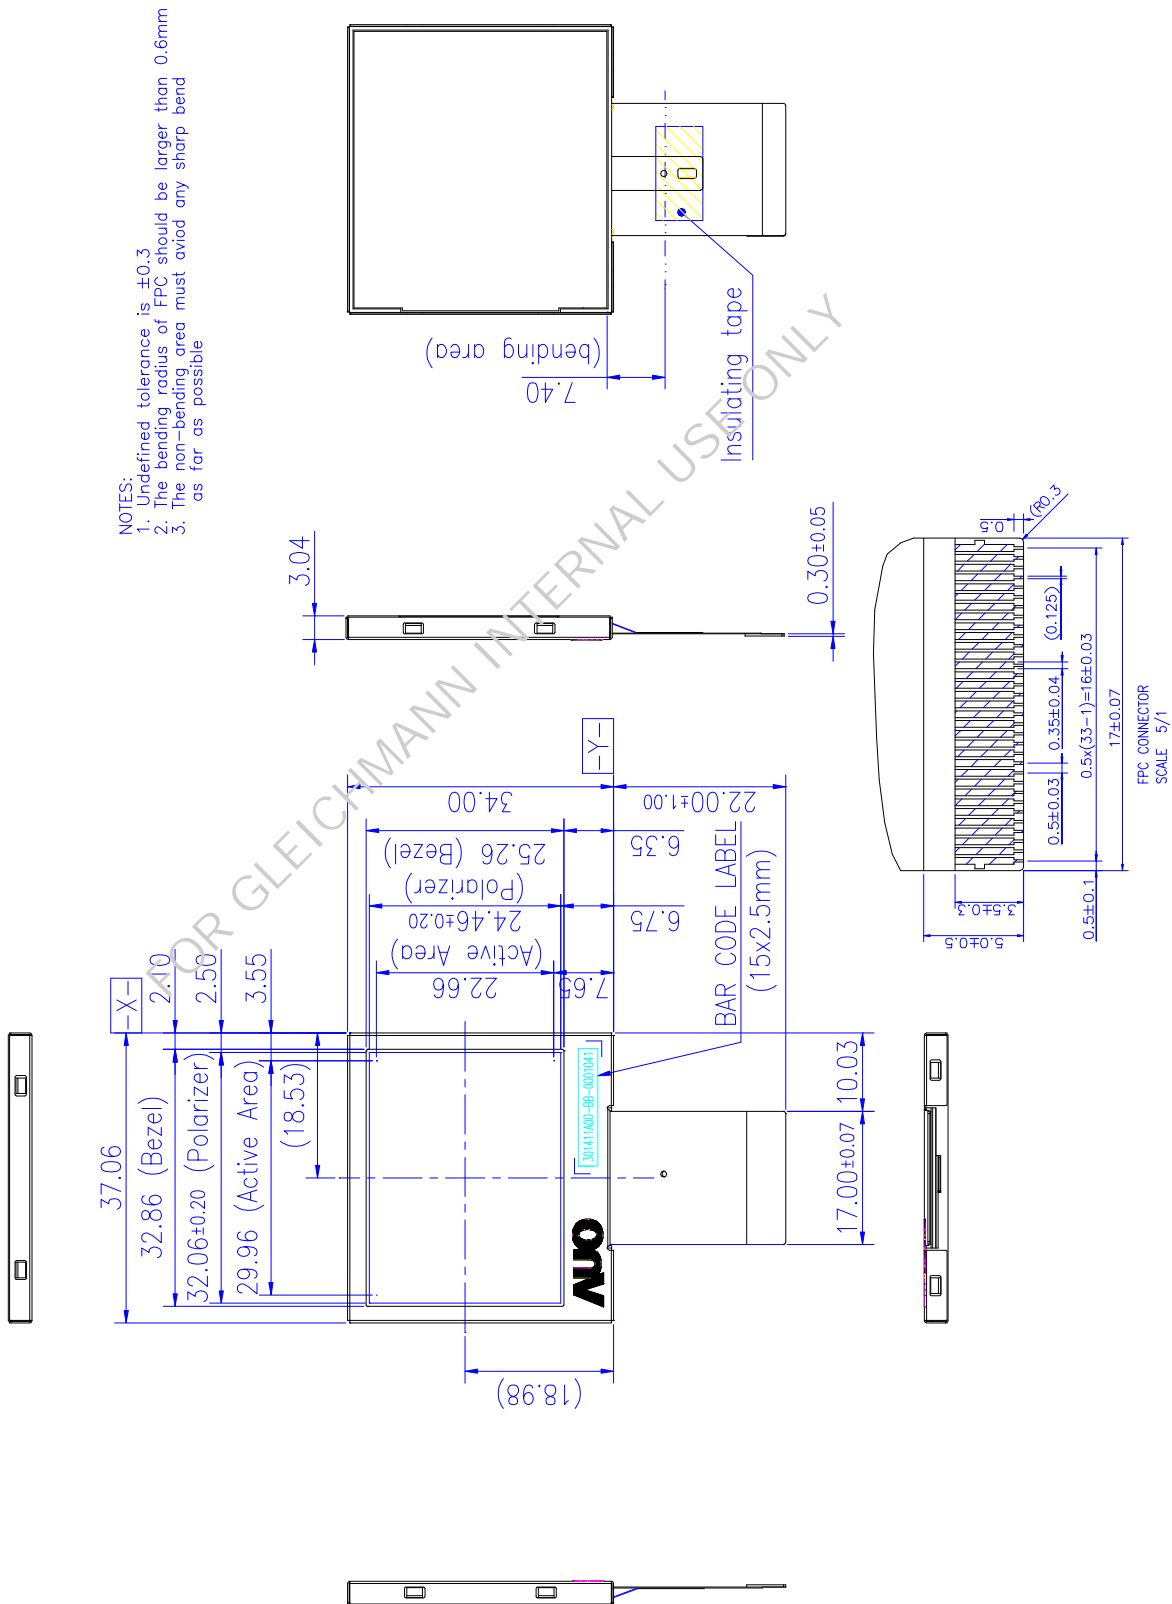 NOTES:
1. Undefined tolerance is ±0.3
2. The bending radius of FPC should be larger than 0.6mm
3. The non-bending area must aviod any sharp bend
as far as possible
(bending area)
7.40
Insulating tape
3.04
0.30±0.05
0.5
(R0.3
(0.125)
0.35±0.04
0.5±0.03
0.5x(33-1)=16±0.03
17±0.07
0.5±0.1
3.5±0.3
5.0±0.5
FPC CONNECTOR
SCALE 5/1
-Y-
34.00
22.00±1.00
25.26 (Bezel)
6.35
(Polarizer)
24.46±0.20
6.75
(Active Area)
22.66
7.65
BAR CODE LABEL
(15x2.5mm)
-X-
2.10
2.50
3.55
37.06
32.86 (Bezel)
32.06±0.20 (Polarizer)
29.96 (Active Area)
(18.53)
10.03
17.00±0.07
(18.98)
301411A00-BB-0001041
AUO
FOR GLEICHMANN INTERNAL USE ONLY